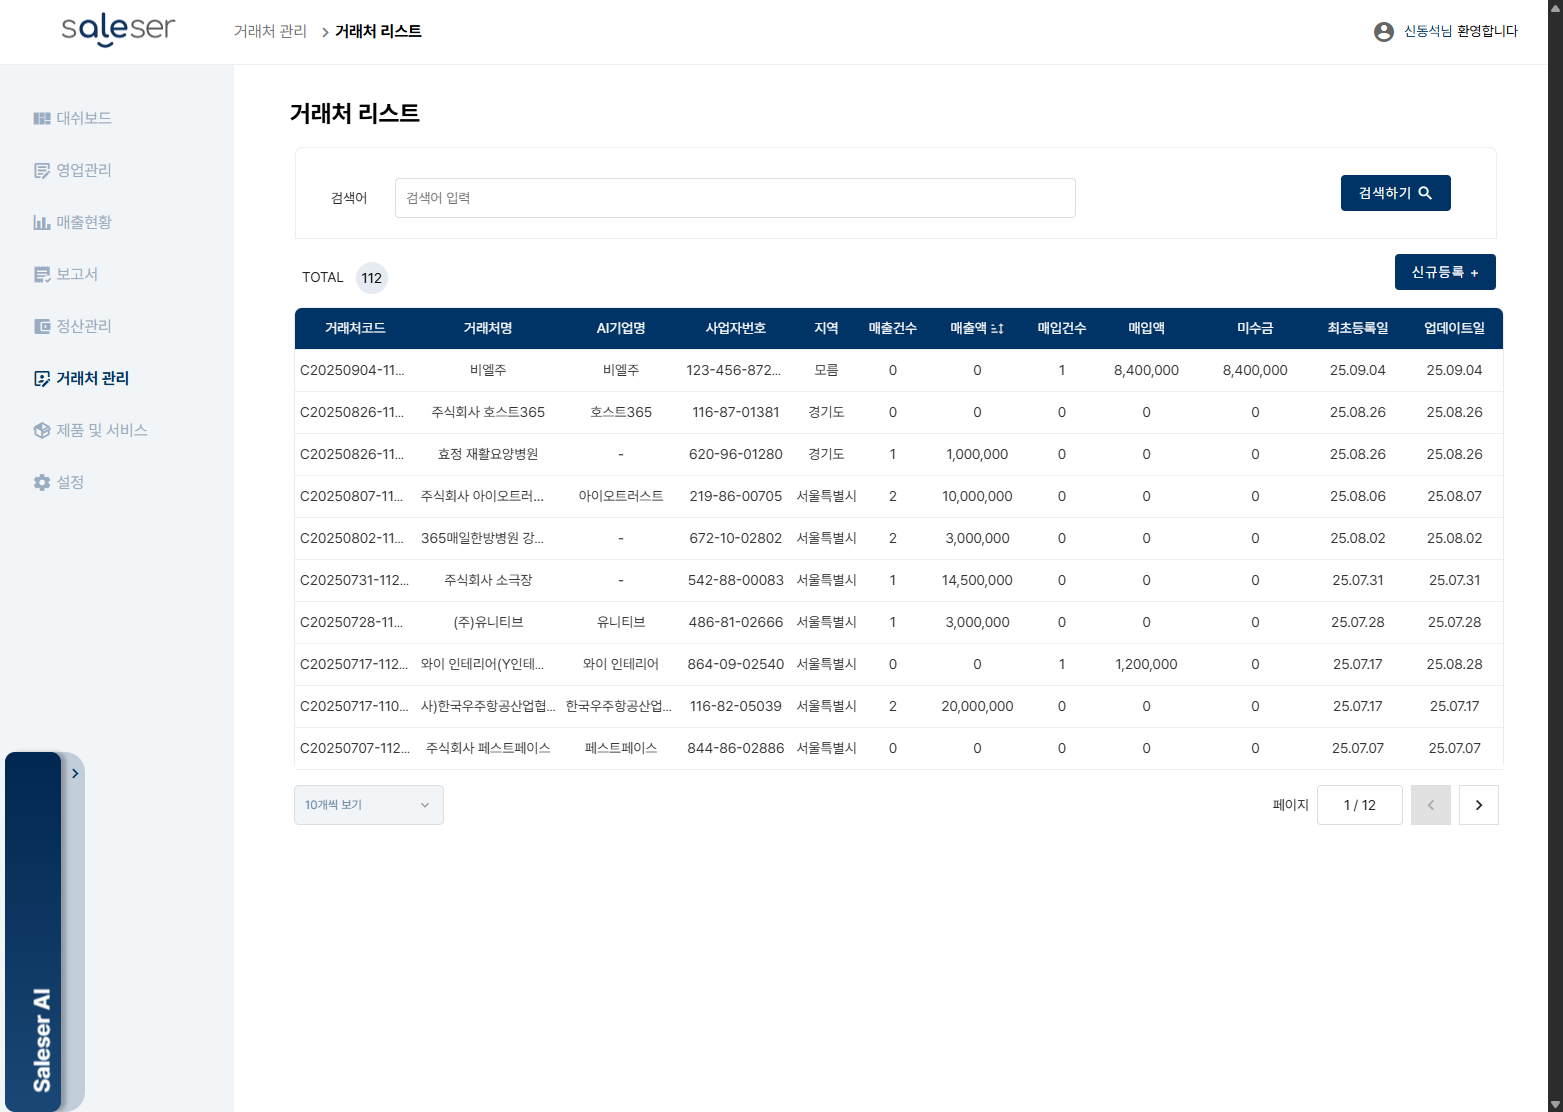 saleser
거래처 관리 > 거래처 리스트
신동석님 환영합니다
대쉬보드
영업관리
매출현황
보고서
정산관리
거래처 관리
제품 및 서비스
설정
Saleser AI
거래처 리스트
검색어 검색어 입력 검색하기
TOTAL 112 신규등록 +
거래처코드 거래처명 AI기업명 사업자번호 지역 매출건수 매출액 매입건수 매입액 미수금 최초등록일 업데이트일
C20250904-11... 비엘주 비엘주 123-456-872... 모름 0 0 1 8,400,000 8,400,000 25.09.04 25.09.04
C20250826-11... 주식회사 호스트365 호스트365 116-87-01381 경기도 0 0 0 0 0 25.08.26 25.08.26
C20250826-11... 효정 재활요양병원 - 620-96-01280 경기도 1 1,000,000 0 0 0 25.08.26 25.08.26
C20250807-11... 주식회사 아이오트러... 아이오트러스트 219-86-00705 서울특별시 2 10,000,000 0 0 0 25.08.06 25.08.07
C20250802-11... 365매일한방병원 강... - 672-10-02802 서울특별시 2 3,000,000 0 0 0 25.08.02 25.08.02
C20250731-112... 주식회사 소극장 - 542-88-00083 서울특별시 1 14,500,000 0 0 0 25.07.31 25.07.31
C20250728-11... (주)유니티브 유니티브 486-81-02666 서울특별시 1 3,000,000 0 0 0 25.07.28 25.07.28
C20250717-112... 와이 인테리어(Y인테... 와이 인테리어 864-09-02540 서울특별시 0 0 1 1,200,000 0 25.07.17 25.08.28
C20250717-110... 사)한국우주항공산업협... 한국우주항공산업... 116-82-05039 서울특별시 2 20,000,000 0 0 0 25.07.17 25.07.17
C20250707-112... 주식회사 페스트페이스 페스트페이스 844-86-02886 서울특별시 0 0 0 0 0 25.07.07 25.07.07
10개씩 보기 페이지 1 / 12